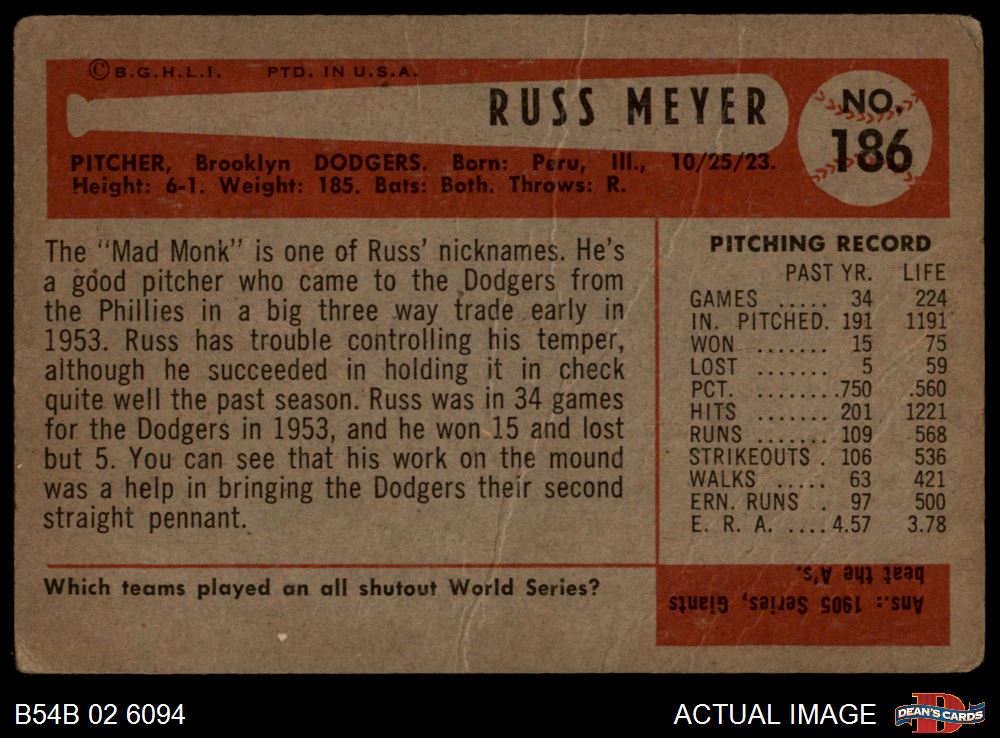 ©B.G.H.L.I. PTD. IN U.S.A.
RUSS MEYER
NO.
186
PITCHER, Brooklyn DODGERS. Born: Peru, Ill., 10/25/23.
Height: 6-1. Weight: 185. Bats: Both. Throws: R.
The "Mad Monk" is one of Russ' nicknames. He's
a good pitcher who came to the Dodgers from
the Phillies in a big three way trade early in
1953. Russ has trouble controlling his temper,
although he succeeded in holding it in check
quite well the past season. Russ was in 34 games
for the Dodgers in 1953, and he won 15 and lost
but 5. You can see that his work on the mound
was a help in bringing the Dodgers their second
straight pennant.
PITCHING RECORD
PAST YR. LIFE
GAMES ..... 34 224
IN. PITCHED. 191 1191
WON ....... 15 75
LOST ....... 5 59
PCT. ........750 .560
HITS ....... 201 1221
RUNS ....... 109 568
STRIKEOUTS . 106 536
WALKS ..... 63 421
ERN. RUNS .. 97 500
E. R. A. ....4.57 3.78
Which teams played an all shutout World Series?
Ans.: 1905 Series, Giants
beat the A's.
B54B 02 6094
ACTUAL IMAGE
DEAN'S CARDS